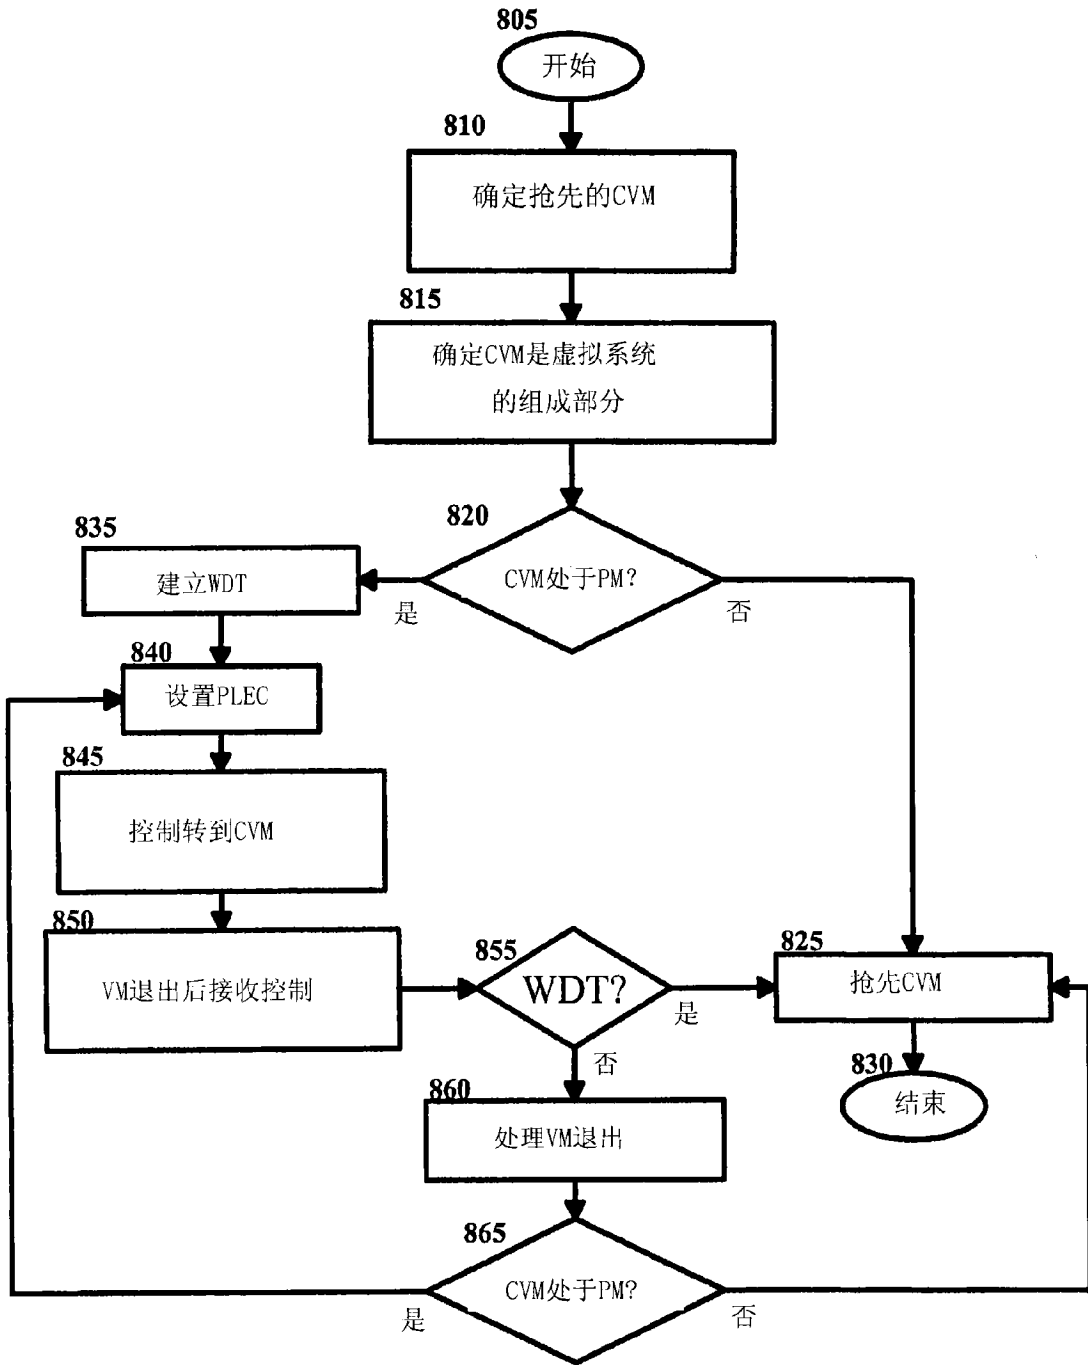 805
开始
810
确定抢先的CVM
815
确定CVM是虚拟系统
的组成部分
820
CVM处于PM?
是
否
835
建立WDT
840
设置PLEC
845
控制转到CVM
850
VM退出后接收控制
855
WDT?
是
否
825
抢先CVM
830
结束
860
处理VM退出
865
CVM处于PM?
是
否